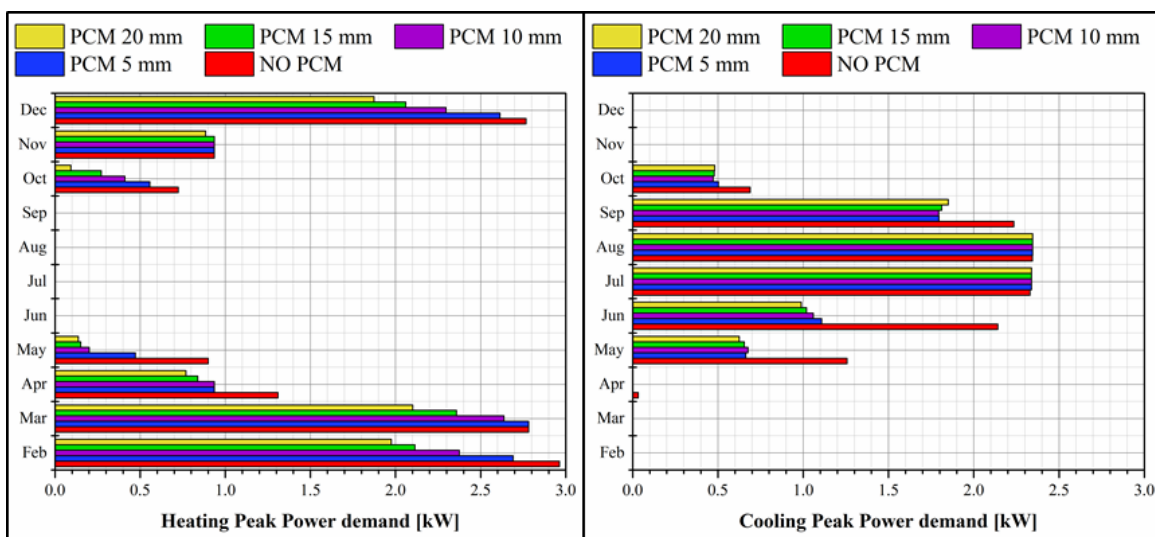 PCM 20 mm PCM 15 mm PCM 10 mm
PCM 5 mm NO PCM
Dec
Nov
Oct
Sep
Aug
Jul
Jun
May
Apr
Mar
Feb
0.0 0.5 1.0 1.5 2.0 2.5 3.0
Heating Peak Power demand [kW]
PCM 20 mm PCM 15 mm PCM 10 mm
PCM 5 mm NO PCM
Dec
Nov
Oct
Sep
Aug
Jul
Jun
May
Apr
Mar
Feb
0.0 0.5 1.0 1.5 2.0 2.5 3.0
Cooling Peak Power demand [kW]